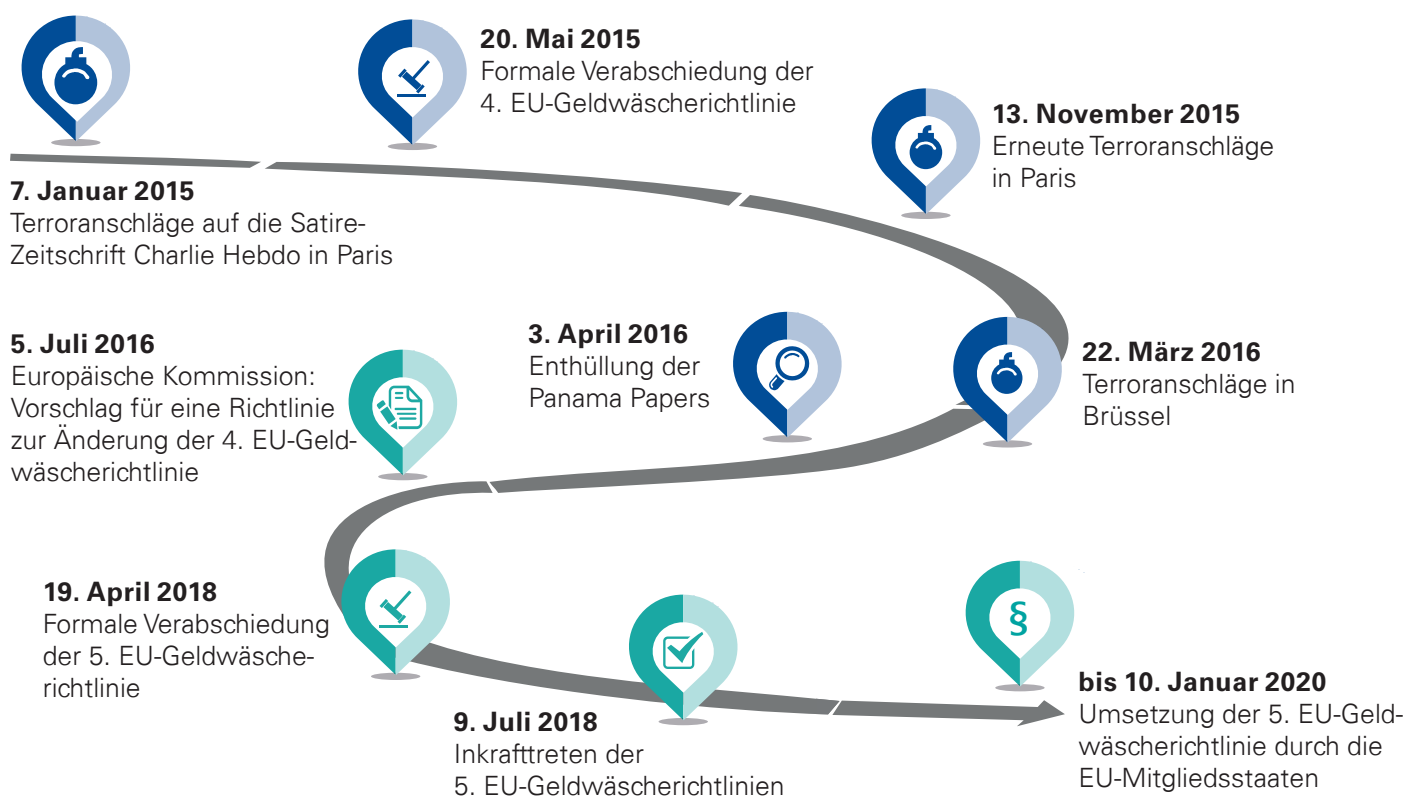 7. Januar 2015
Terroranschläge auf die Satire-
Zeitschrift Charlie Hebdo in Paris
20. Mai 2015
Formale Verabschiedung der
4. EU-Geldwäscherichtlinie
13. November 2015
Erneute Terroranschläge
in Paris
22. März 2016
Terroranschläge in
Brüssel
3. April 2016
Enthüllung der
Panama Papers
5. Juli 2016
Europäische Kommission:
Vorschlag für eine Richtlinie
zur Änderung der 4. EU-Geld-
wäscherichtlinie
19. April 2018
Formale Verabschiedung
der 5. EU-Geldwäsche-
richtlinie
9. Juli 2018
Inkrafttreten der
5. EU-Geldwäscherichtlinien
§
bis 10. Januar 2020
Umsetzung der 5. EU-Geld-
wäscherichtlinie durch die
EU-Mitgliedsstaaten